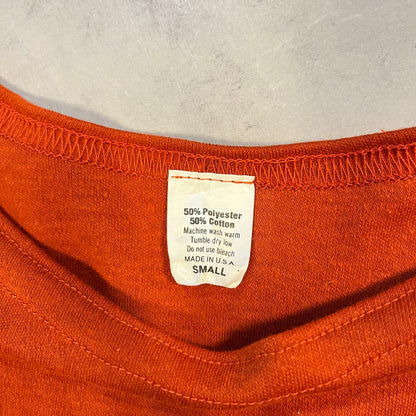 50% Polyester
50% Cotton
Machine wash warm
Tumble dry low
Do not use bleach
MADE IN U.S.A.
SMALL